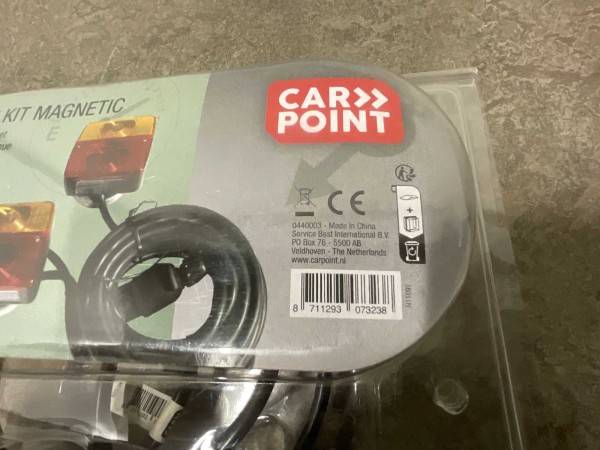 KIT MAGNETIC
E
CAR
POINT
CE
0440003 - Made In China
Service Best International B.V.
PO Box 76 - 5500 AB
Veldhoven - The Netherlands
www.carpoint.nl
8 711293 073238